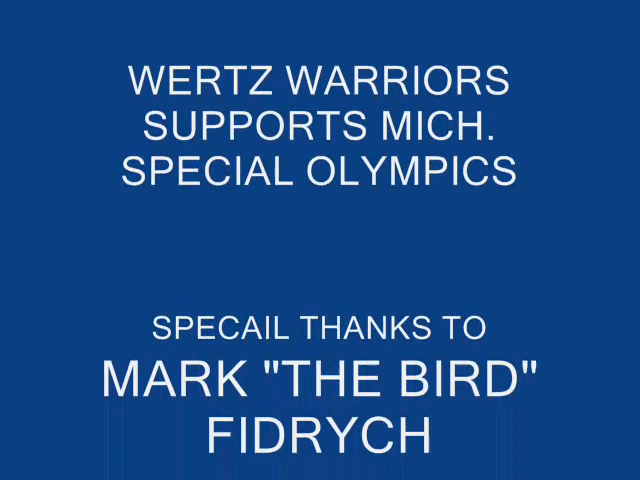 WERTZ WARRIORS
SUPPORTS MICH.
SPECIAL OLYMPICS
SPECAIL THANKS TO
MARK "THE BIRD"
FIDRYCH